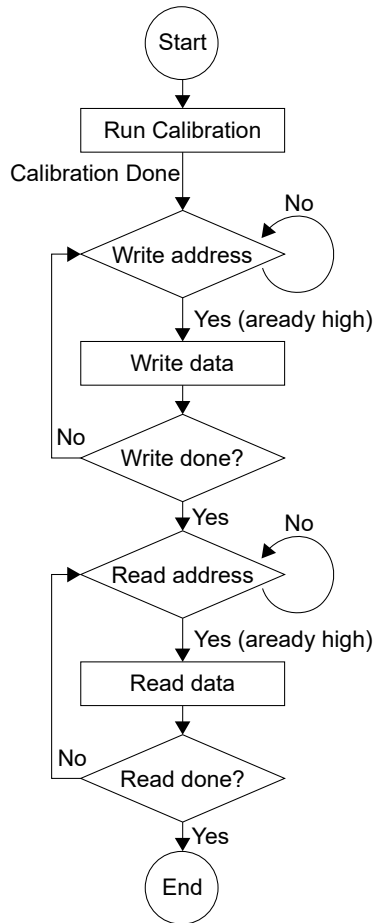 Start
Run Calibration
Calibration Done
No
Write address
Yes (aready high)
Write data
No
Write done?
Yes
No
Read address
Yes (aready high)
Read data
No
Read done?
Yes
End